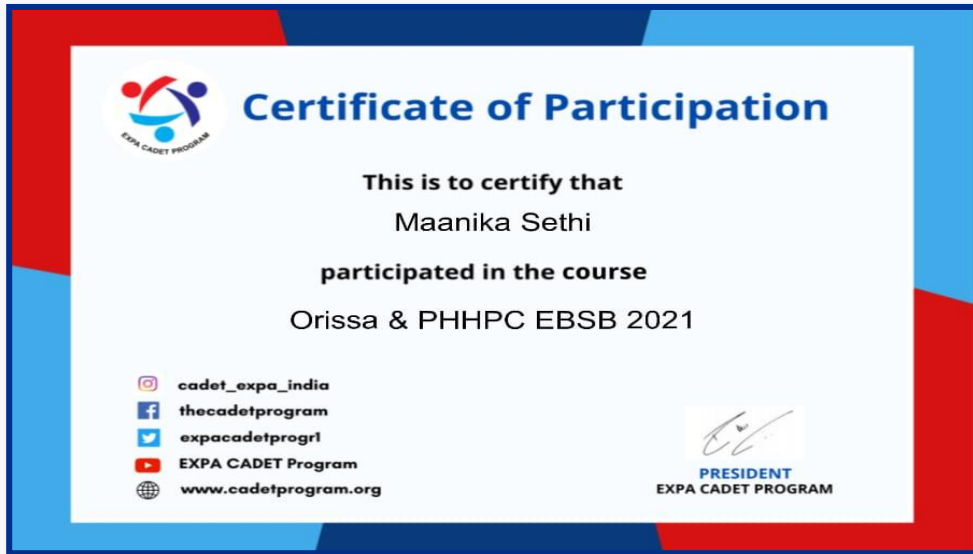 EXPA CADET PROGRAM
Certificate of Participation
This is to certify that
Maanika Sethi
participated in the course
Orissa & PHHPC EBSB 2021
cadet_expa_india
thecadetprogram
expacadetprogr1
EXPA CADET Program
www.cadetprogram.org
PRESIDENT
EXPA CADET PROGRAM